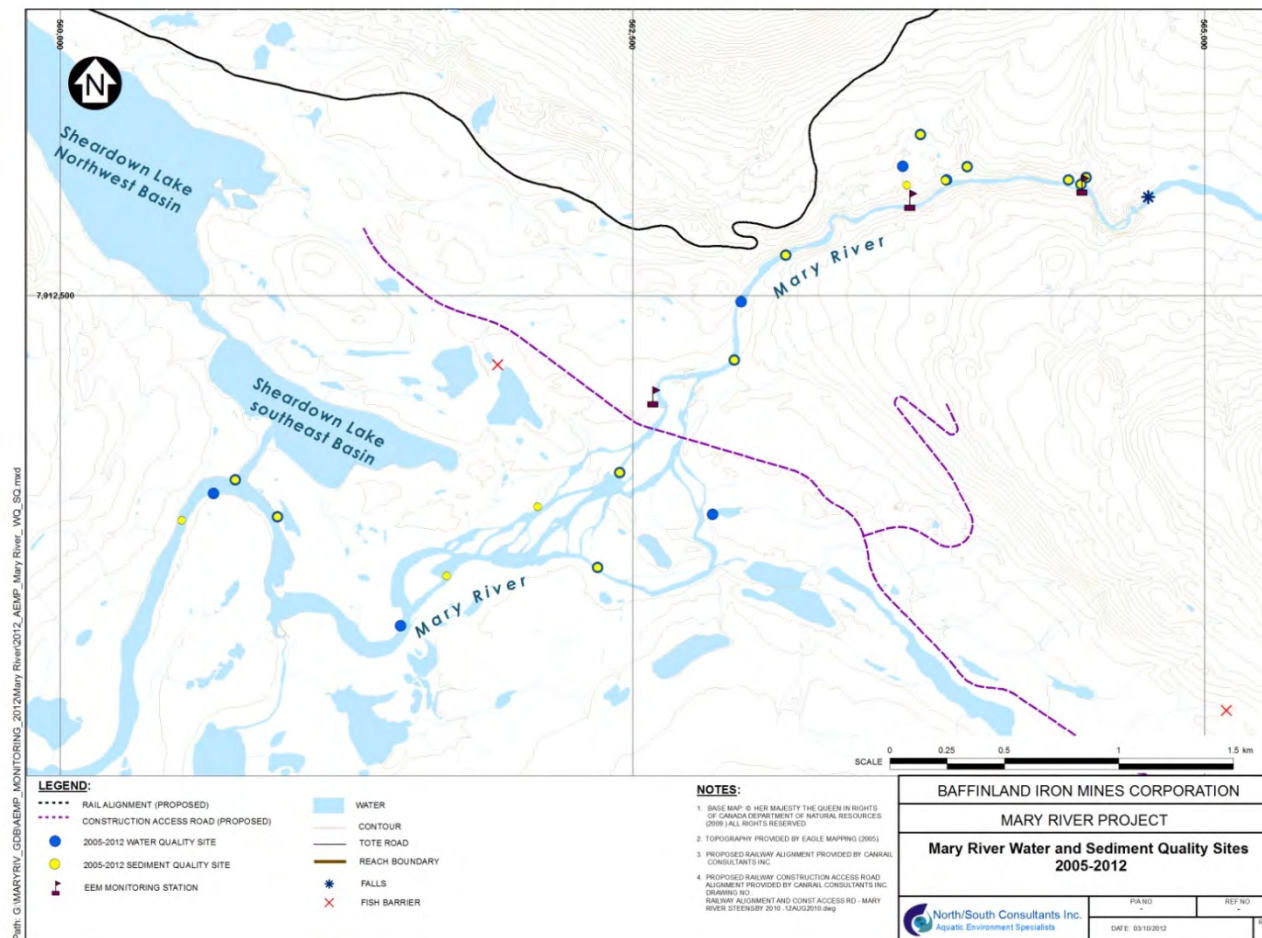 560,000
562,500
565,000
N
Sheardown Lake
Northwest Basin
Mary River
7,912,500
Sheardown Lake
southeast Basin
Mary River
Path: G:\MARYRIV_GDB\AEMP_MONITORING_2012\Mary River\2012_AEMP_Mary River_WQ_SQ.mxd
SCALE
0 0.25 0.5 1 1.5 km
LEGEND:
RAIL ALIGNMENT (PROPOSED)
CONSTRUCTION ACCESS ROAD (PROPOSED)
2005-2012 WATER QUALITY SITE
2005-2012 SEDIMENT QUALITY SITE
EEM MONITORING STATION
WATER
CONTOUR
TOTE ROAD
REACH BOUNDARY
FALLS
FISH BARRIER
NOTES:
1. BASE MAP: © HER MAJESTY THE QUEEN IN RIGHTS
OF CANADA DEPARTMENT OF NATURAL RESOURCES
(2009 ) ALL RIGHTS RESERVED.
2. TOPOGRAPHY PROVIDED BY EAGLE MAPPING (2005)
3. PROPOSED RAILWAY ALIGNMENT PROVIDED BY CANRAIL
CONSULTANTS INC.
4. PROPOSED RAILWAY CONSTRUCTION ACCESS ROAD
ALIGNMENT PROVIDED BY CANRAIL CONSULTANTS INC.
DRAWING NO.
RAILWAY ALIGNMENT AND CONST ACCESS RD - MARY
RIVER STEENSBY 2010 -12AUG2010.dwg
BAFFINLAND IRON MINES CORPORATION
MARY RIVER PROJECT
Mary River Water and Sediment Quality Sites
2005-2012
North/South Consultants Inc.
Aquatic Environment Specialists
P/A NO
-
REF NO
-
DATE: 03/10/2012